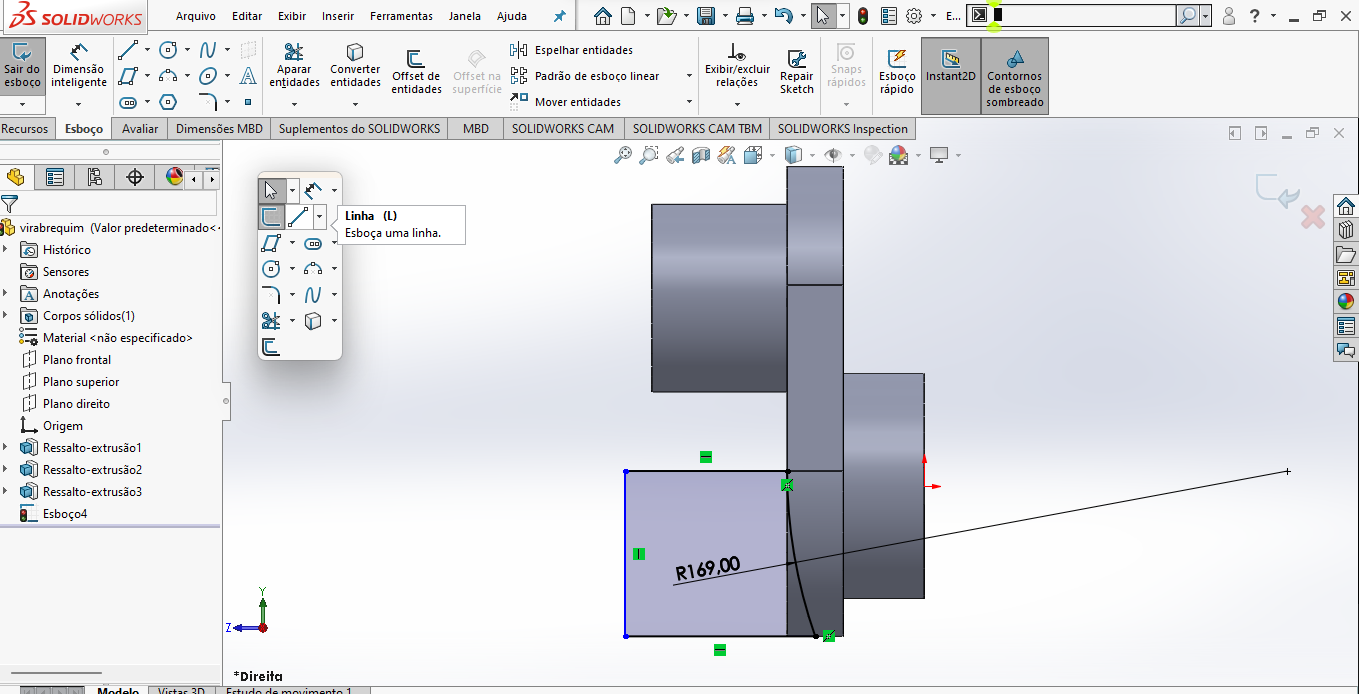 SOLIDWORKS
Arquivo Editar Exibir Inserir Ferramentas Janela Ajuda
E...
?
Sair do
esboço
Dimensão
inteligente
Aparar
entidades
Converter
entidades
Offset de
entidades
Offset na
superfície
Espelhar entidades
Padrão de esboço linear
Mover entidades
Exibir/excluir
relações
Repair
Sketch
Snaps
rápidos
Esboço
rápido
Instant2D
Contornos
de esboço
sombreado
Recursos Esboço Avaliar Dimensões MBD Suplementos do SOLIDWORKS MBD SOLIDWORKS CAM SOLIDWORKS CAM TBM SOLIDWORKS Inspection
virabrequim (Valor predeterminado<
Histórico
Sensores
Anotações
Corpos sólidos(1)
Material <não especificado>
Plano frontal
Plano superior
Plano direito
Origem
Ressalto-extrusão1
Ressalto-extrusão2
Ressalto-extrusão3
Esboço4
Linha (L)
Esboça uma linha.
R169,00
Y
Z
*Direita
Modelo Vistas 3D Estudo de movimento 1